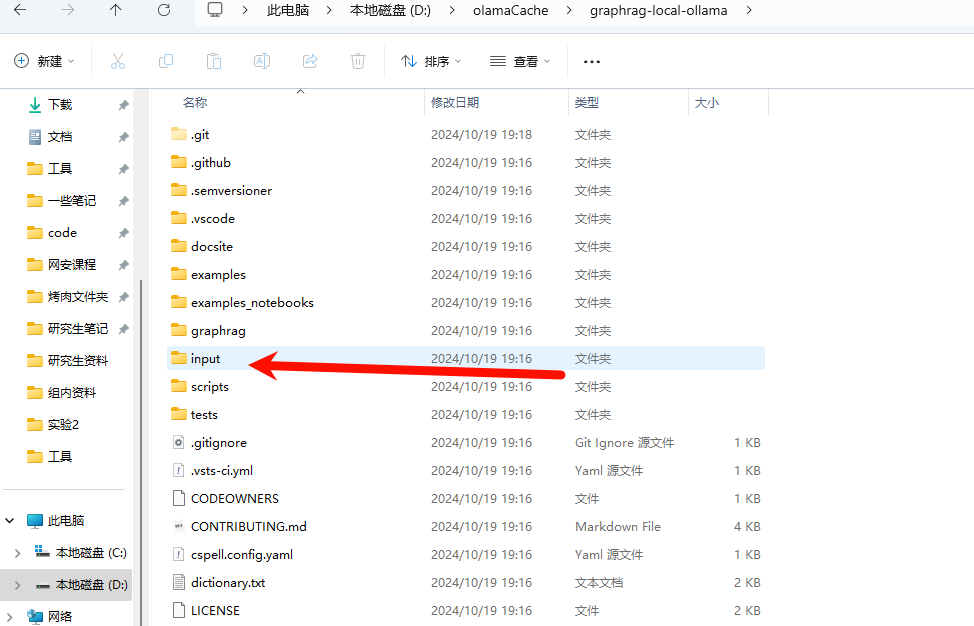 此电脑 > 本地磁盘 (D:) > olamaCache > graphrag-local-ollama >
新建 排序 查看 ...
名称 修改日期 类型 大小
下载
文档
工具
一些笔记
code
网安课程
烤肉文件夹
研究生笔记
研究生资料
组内资料
实验2
工具
此电脑
本地磁盘 (C:)
本地磁盘 (D:)
网络
.git 2024/10/19 19:18 文件夹
.github 2024/10/19 19:16 文件夹
.semversioner 2024/10/19 19:16 文件夹
.vscode 2024/10/19 19:16 文件夹
docsite 2024/10/19 19:16 文件夹
examples 2024/10/19 19:16 文件夹
examples_notebooks 2024/10/19 19:16 文件夹
graphrag 2024/10/19 19:16 文件夹
input 2024/10/19 19:16 文件夹
scripts 2024/10/19 19:16 文件夹
tests 2024/10/19 19:16 文件夹
.gitignore 2024/10/19 19:16 Git Ignore 源文件 1 KB
.vsts-ci.yml 2024/10/19 19:16 Yaml 源文件 1 KB
CODEOWNERS 2024/10/19 19:16 文件 1 KB
CONTRIBUTING.md 2024/10/19 19:16 Markdown File 4 KB
cspell.config.yaml 2024/10/19 19:16 Yaml 源文件 1 KB
dictionary.txt 2024/10/19 19:16 文本文档 2 KB
LICENSE 2024/10/19 19:16 文件 2 KB